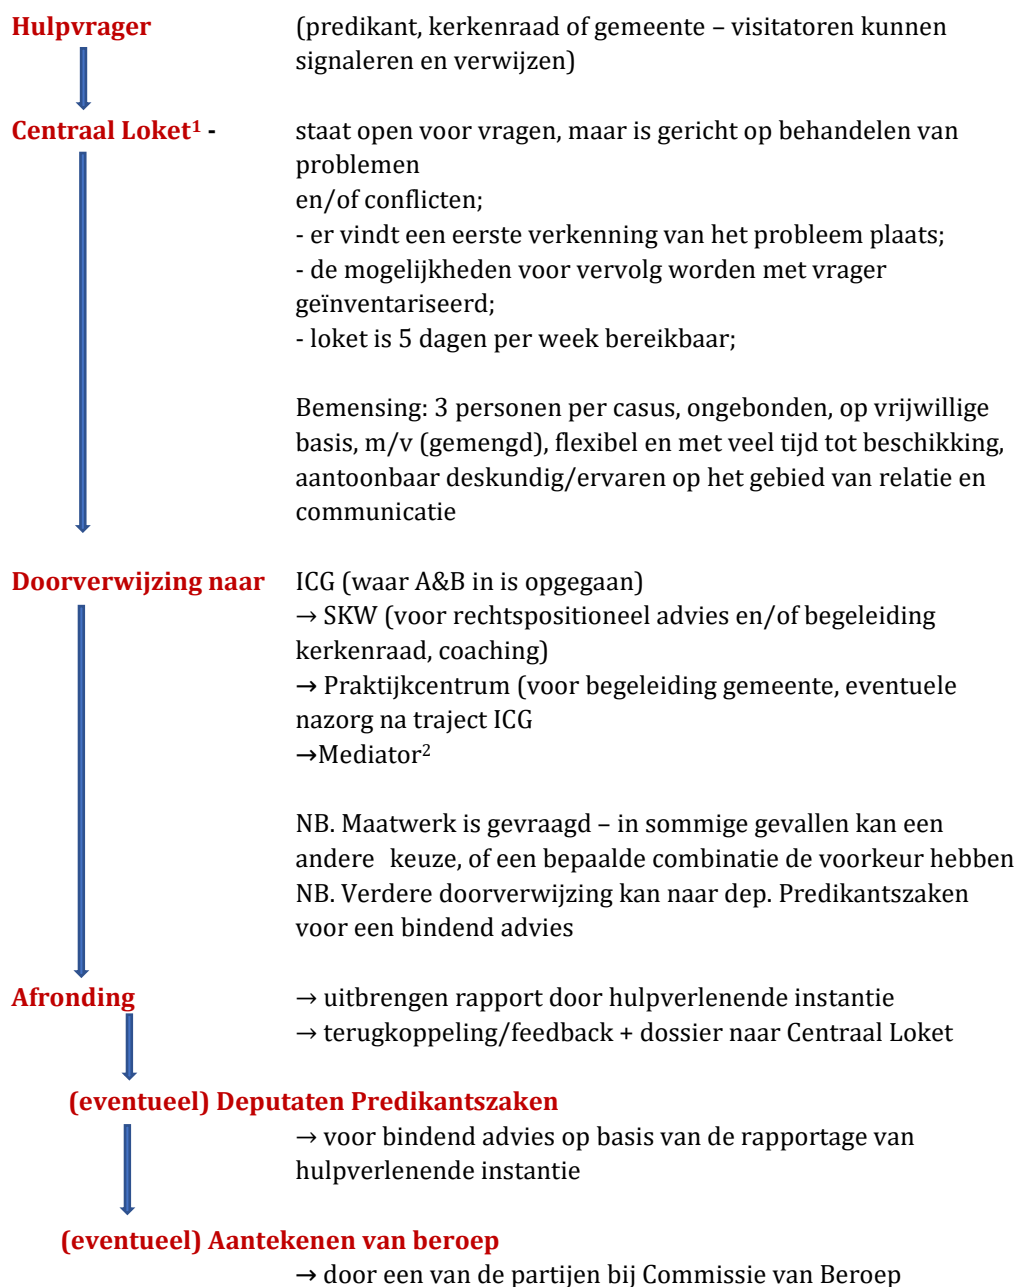 Hulpvrager (predikant, kerkenraad of gemeente – visitatoren kunnen
signaleren en verwijzen)
Centraal Loket¹ - staat open voor vragen, maar is gericht op behandelen van
problemen
en/of conflicten;
- er vindt een eerste verkenning van het probleem plaats;
- de mogelijkheden voor vervolg worden met vrager
geïnventariseerd;
- loket is 5 dagen per week bereikbaar;
Bemensing: 3 personen per casus, ongebonden, op vrijwillige
basis, m/v (gemengd), flexibel en met veel tijd tot beschikking,
aantoonbaar deskundig/ervaren op het gebied van relatie en
communicatie
Doorverwijzing naar ICG (waar A&B in is opgegaan)
→ SKW (voor rechtspositioneel advies en/of begeleiding
kerkenraad, coaching)
→ Praktijkcentrum (voor begeleiding gemeente, eventuele
nazorg na traject ICG
→Mediator²
NB. Maatwerk is gevraagd – in sommige gevallen kan een
andere keuze, of een bepaalde combinatie de voorkeur hebben
NB. Verdere doorverwijzing kan naar dep. Predikantszaken
voor een bindend advies
Afronding → uitbrengen rapport door hulpverlenende instantie
→ terugkoppeling/feedback + dossier naar Centraal Loket
(eventueel) Deputaten Predikantszaken
→ voor bindend advies op basis van de rapportage van
hulpverlenende instantie
(eventueel) Aantekenen van beroep
→ door een van de partijen bij Commissie van Beroep